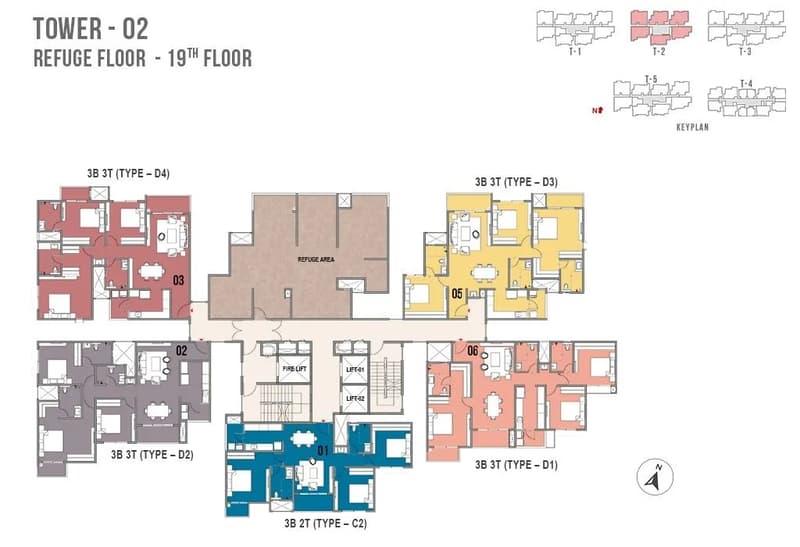 TOWER - 02
REFUGE FLOOR - 19TH FLOOR
T-1
T-2
T-3
T-5
T-4
N
KEYPLAN
3B 3T (TYPE – D4)
3B 3T (TYPE – D3)
REFUGE AREA
03
05
02
06
FIRE LIFT
LIFT-01
LIFT-02
01
3B 3T (TYPE – D2)
3B 3T (TYPE – D1)
3B 2T (TYPE – C2)
N